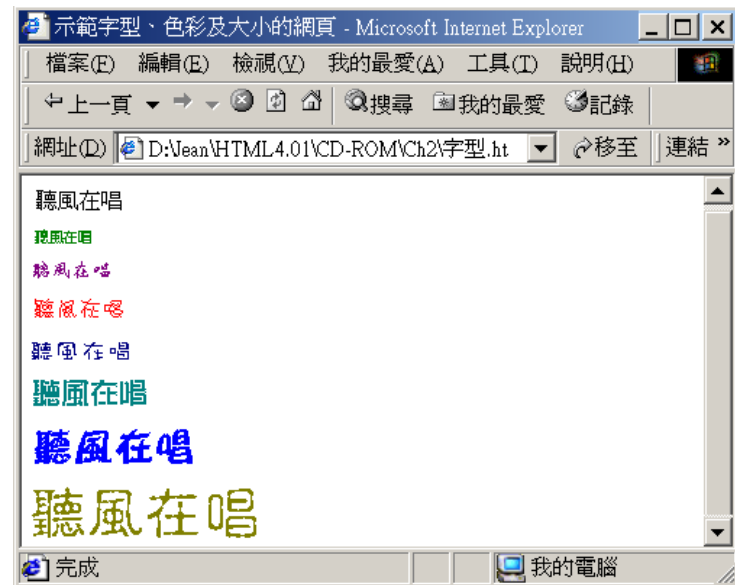 示範字型、色彩及大小的網頁 - Microsoft Internet Explorer
檔案(F) 編輯(E) 檢視(V) 我的最愛(A) 工具(T) 說明(H)
上一頁 搜尋 我的最愛 記錄
網址(D) D:\Jean\HTML4.01\CD-ROM\Ch2\字型.ht 移至 連結 »
聽風在唱
聽風在唱
聽風在唱
聽風在唱
聽風在唱
聽風在唱
聽風在唱
聽風在唱
完成 我的電腦